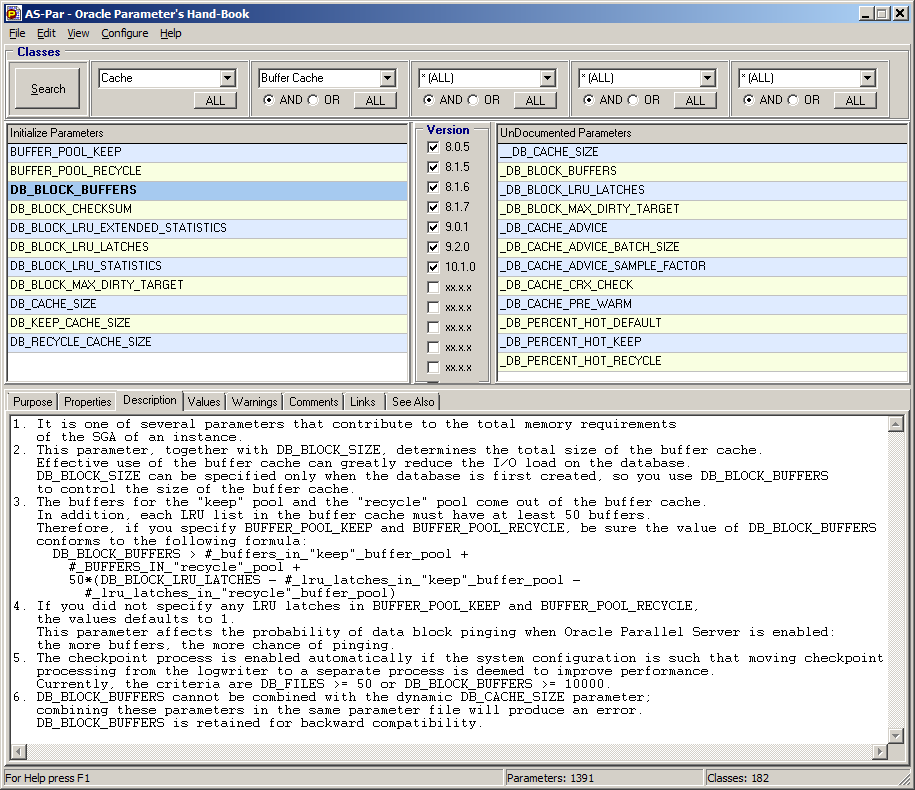 AS-Par - Oracle Parameter's Hand-Book
File Edit View Configure Help
Classes
Search
Cache
ALL
Buffer Cache
AND OR ALL
* (ALL)
AND OR ALL
* (ALL)
AND OR ALL
* (ALL)
AND OR ALL
Initialize Parameters
BUFFER_POOL_KEEP
BUFFER_POOL_RECYCLE
DB_BLOCK_BUFFERS
DB_BLOCK_CHECKSUM
DB_BLOCK_LRU_EXTENDED_STATISTICS
DB_BLOCK_LRU_LATCHES
DB_BLOCK_LRU_STATISTICS
DB_BLOCK_MAX_DIRTY_TARGET
DB_CACHE_SIZE
DB_KEEP_CACHE_SIZE
DB_RECYCLE_CACHE_SIZE
Version
8.0.5
8.1.5
8.1.6
8.1.7
9.0.1
9.2.0
10.1.0
xx.x.x
xx.x.x
xx.x.x
xx.x.x
xx.x.x
UnDocumented Parameters
__DB_CACHE_SIZE
_DB_BLOCK_BUFFERS
_DB_BLOCK_LRU_LATCHES
_DB_BLOCK_MAX_DIRTY_TARGET
_DB_CACHE_ADVICE
_DB_CACHE_ADVICE_BATCH_SIZE
_DB_CACHE_ADVICE_SAMPLE_FACTOR
_DB_CACHE_CRX_CHECK
_DB_CACHE_PRE_WARM
_DB_PERCENT_HOT_DEFAULT
_DB_PERCENT_HOT_KEEP
_DB_PERCENT_HOT_RECYCLE
Purpose Properties Description Values Warnings Comments Links See Also
1. It is one of several parameters that contribute to the total memory requirements
of the SGA of an instance.
2. This parameter, together with DB_BLOCK_SIZE, determines the total size of the buffer cache.
Effective use of the buffer cache can greatly reduce the I/O load on the database.
DB_BLOCK_SIZE can be specified only when the database is first created, so you use DB_BLOCK_BUFFERS
to control the size of the buffer cache.
3. The buffers for the "keep" pool and the "recycle" pool come out of the buffer cache.
In addition, each LRU list in the buffer cache must have at least 50 buffers.
Therefore, if you specify BUFFER_POOL_KEEP and BUFFER_POOL_RECYCLE, be sure the value of DB_BLOCK_BUFFERS
conforms to the following formula:
DB_BLOCK_BUFFERS > #_buffers_in_"keep"_buffer_pool +
#_BUFFERS_IN_"recycle"_pool +
50*(DB_BLOCK_LRU_LATCHES - #_lru_latches_in_"keep"_buffer_pool -
#_lru_latches_in_"recycle"_buffer_pool)
4. If you did not specify any LRU latches in BUFFER_POOL_KEEP and BUFFER_POOL_RECYCLE,
the values defaults to 1.
This parameter affects the probability of data block pinging when Oracle Parallel Server is enabled:
the more buffers, the more chance of pinging.
5. The checkpoint process is enabled automatically if the system configuration is such that moving checkpoint
processing from the logwriter to a separate process is deemed to improve performance.
Currently, the criteria are DB_FILES >= 50 or DB_BLOCK_BUFFERS >= 10000.
6. DB_BLOCK_BUFFERS cannot be combined with the dynamic DB_CACHE_SIZE parameter;
combining these parameters in the same parameter file will produce an error.
DB_BLOCK_BUFFERS is retained for backward compatibility.
For Help press F1
Parameters: 1391
Classes: 182